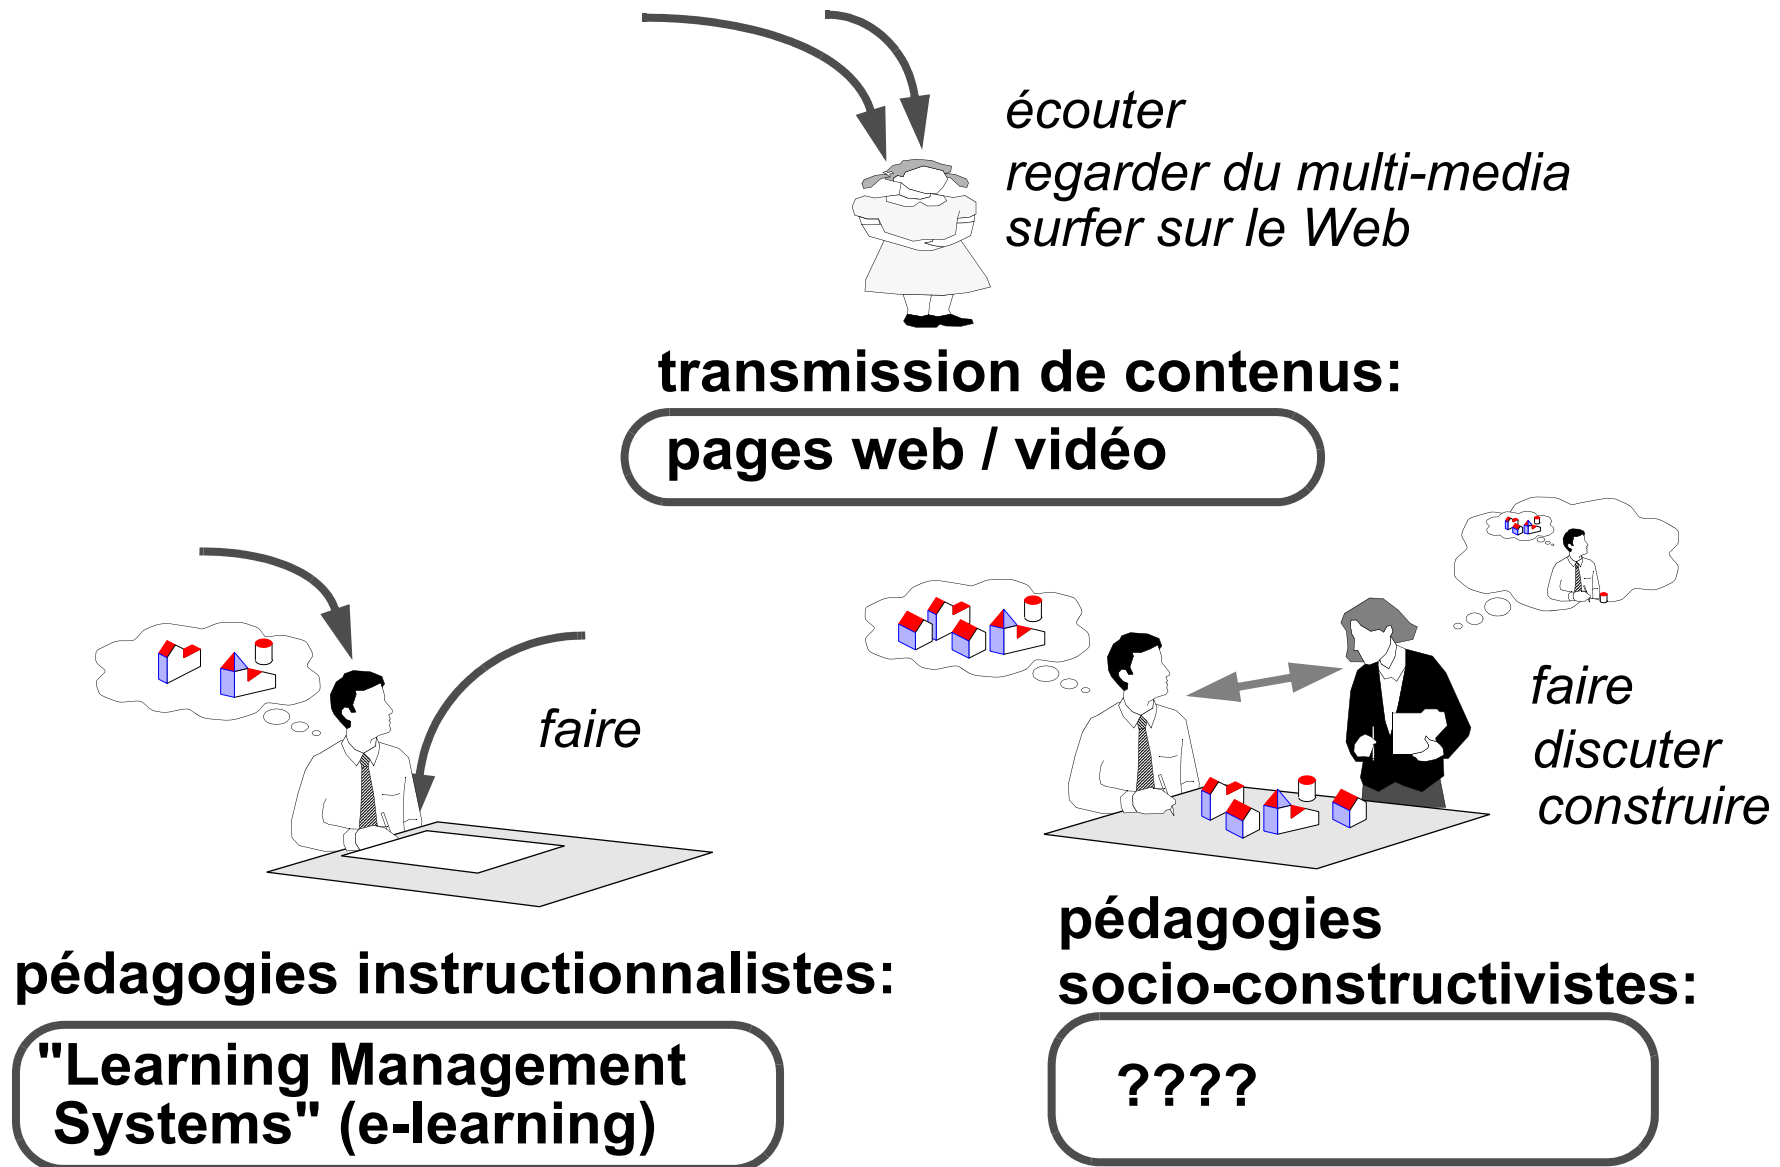 écouter
regarder du multi-media
surfer sur le Web
transmission de contenus:
pages web / vidéo
faire
pédagogies instructionnalistes:
"Learning Management
Systems" (e-learning)
faire
discuter
construire
pédagogies
socio-constructivistes:
????